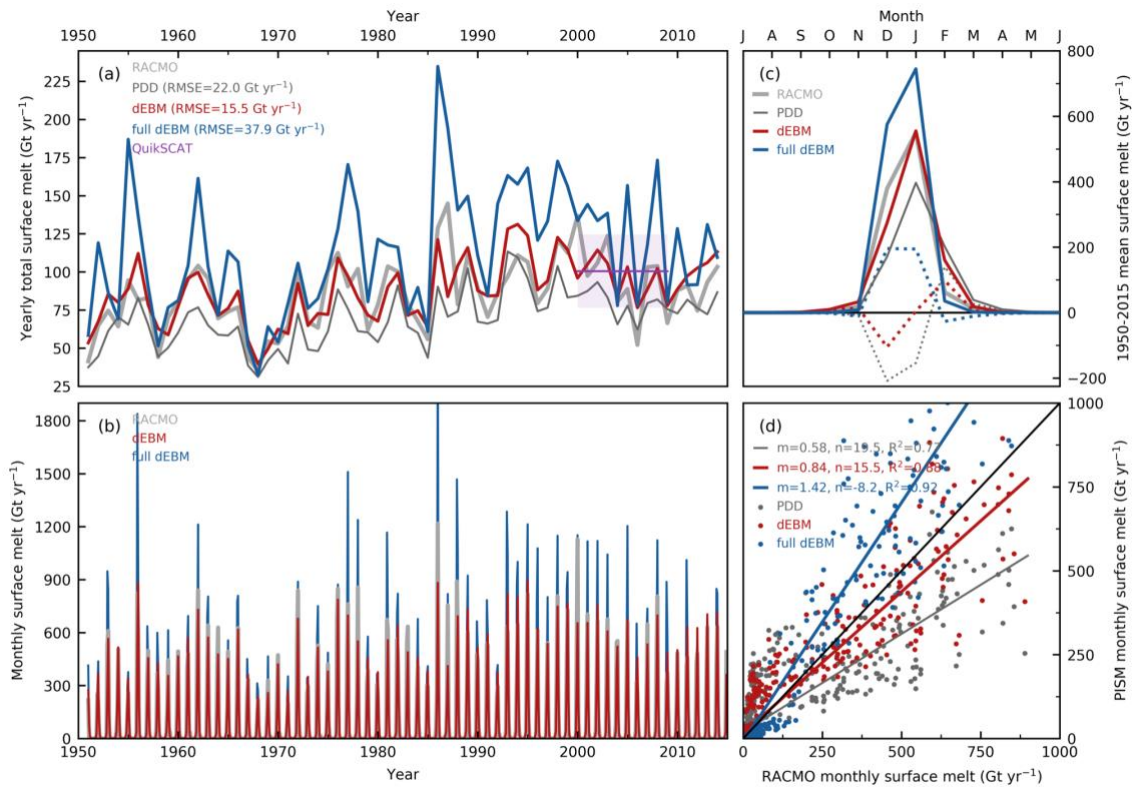 Year
1950 1960 1970 1980 1990 2000 2010
(a)
RACMO
PDD (RMSE=22.0 Gt yr⁻¹)
dEBM (RMSE=15.5 Gt yr⁻¹)
full dEBM (RMSE=37.9 Gt yr⁻¹)
QuikSCAT
225
200
175
150
125
100
75
50
25
Yearly total surface melt (Gt yr⁻¹)
Month
J A S O N D J F M A M J
(c)
RACMO
PDD
dEBM
full dEBM
800
600
400
200
0
−200
1950-2015 mean surface melt (Gt yr⁻¹)
(b)
RACMO
dEBM
full dEBM
1800
1500
1200
900
600
300
0
Monthly surface melt (Gt yr⁻¹)
1950 1960 1970 1980 1990 2000 2010
Year
(d)
m=0.58, n=19.5, R²=0.77
m=0.84, n=15.5, R²=0.88
m=1.42, n=-8.2, R²=0.92
PDD
dEBM
full dEBM
1000
750
500
250
0
PISM monthly surface melt (Gt yr⁻¹)
0 250 500 750 1000
RACMO monthly surface melt (Gt yr⁻¹)